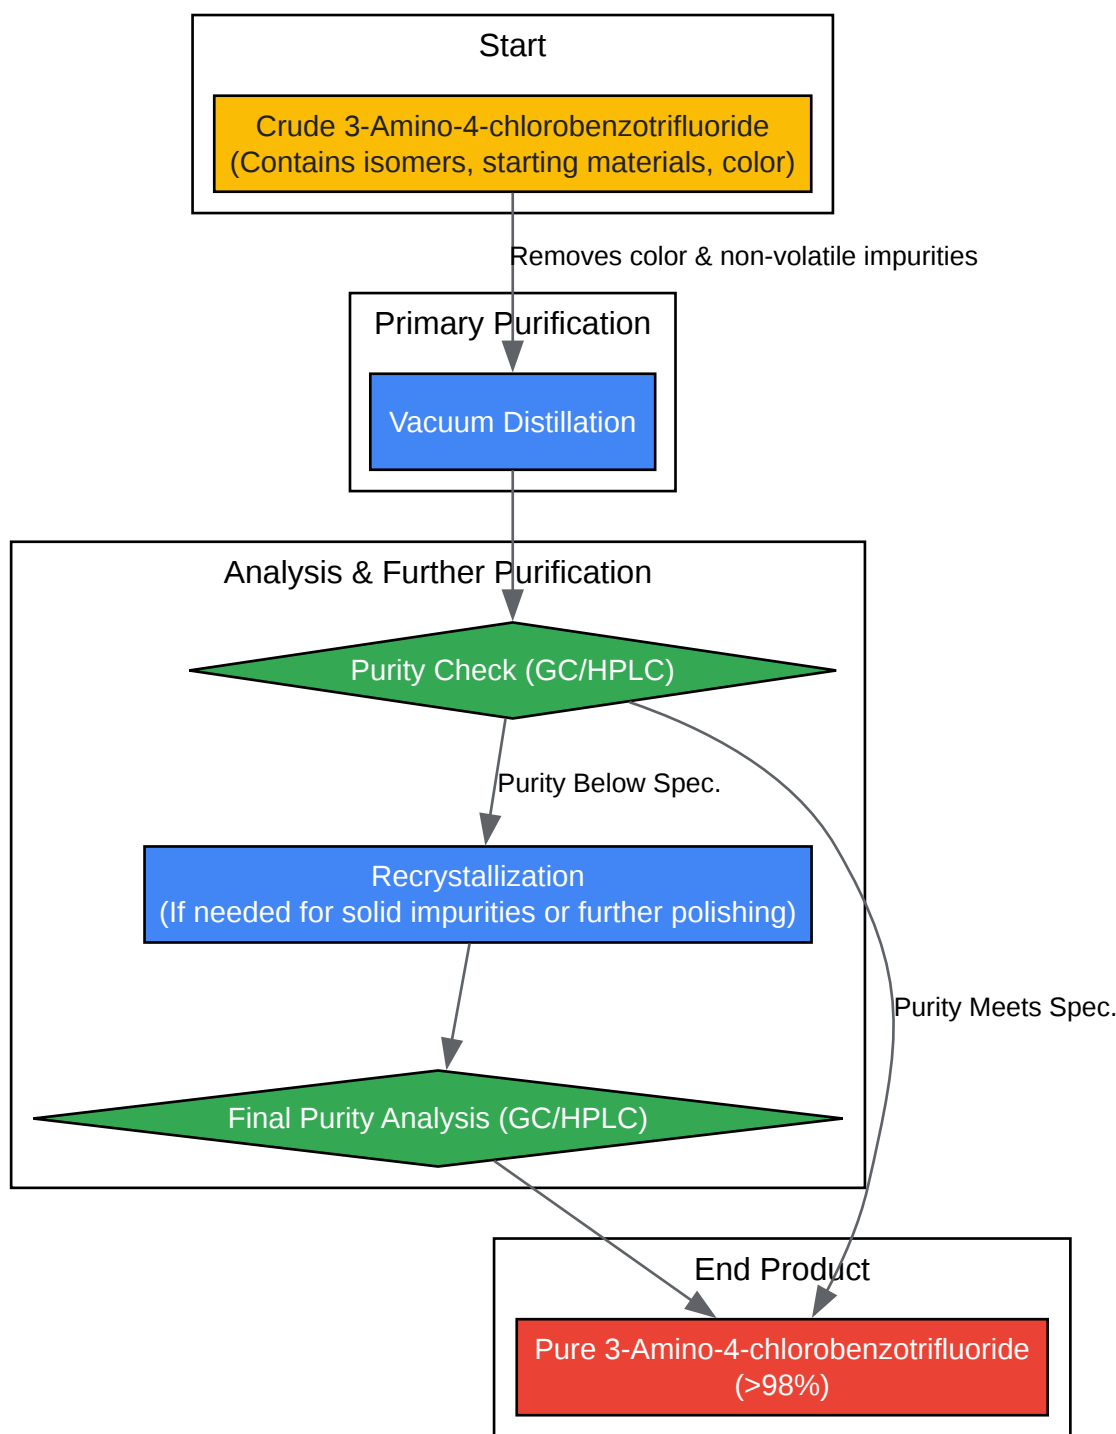 Start
Crude 3-Amino-4-chlorobenzotrifluoride
(Contains isomers, starting materials, color)
Removes color & non-volatile impurities
Primary Purification
Vacuum Distillation
Analysis & Further Purification
Purity Check (GC/HPLC)
Purity Below Spec.
Recrystallization
(If needed for solid impurities or further polishing)
Purity Meets Spec.
Final Purity Analysis (GC/HPLC)
End Product
Pure 3-Amino-4-chlorobenzotrifluoride
(>98%)